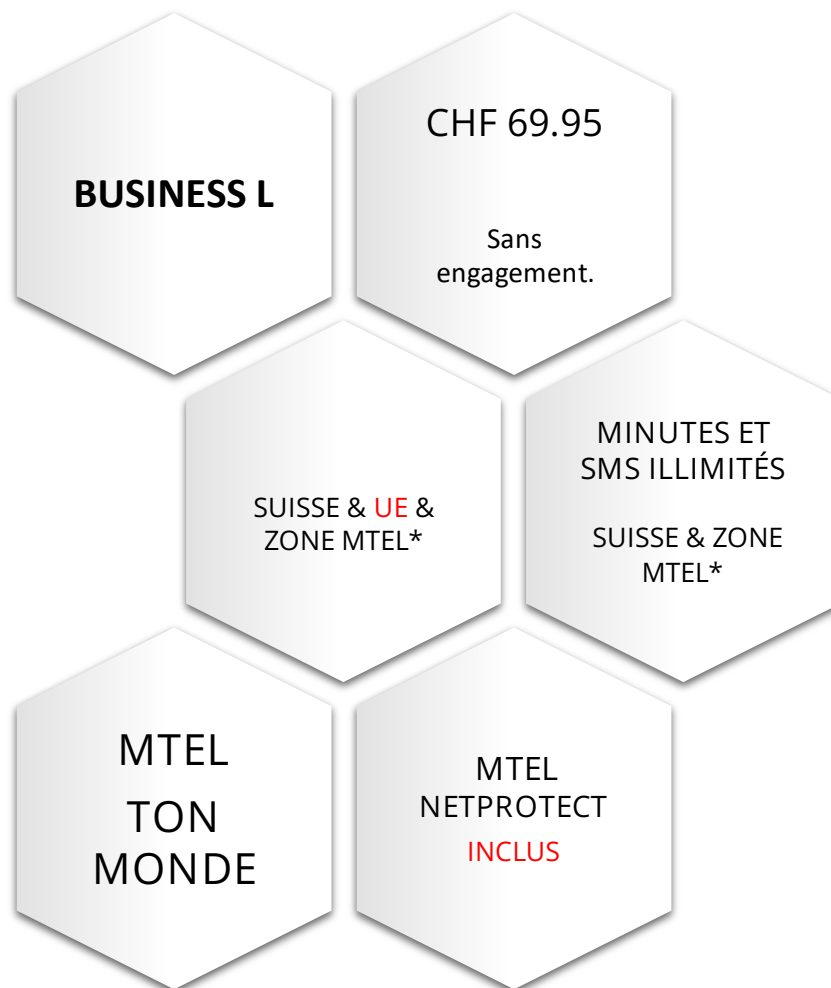 BUSINESS L
CHF 69.95
Sans
engagement.
SUISSE & UE &
ZONE MTEL*
MINUTES ET
SMS ILLIMITÉS
SUISSE & ZONE
MTEL*
MTEL
TON
MONDE
MTEL
NETPROTECT
INCLUS